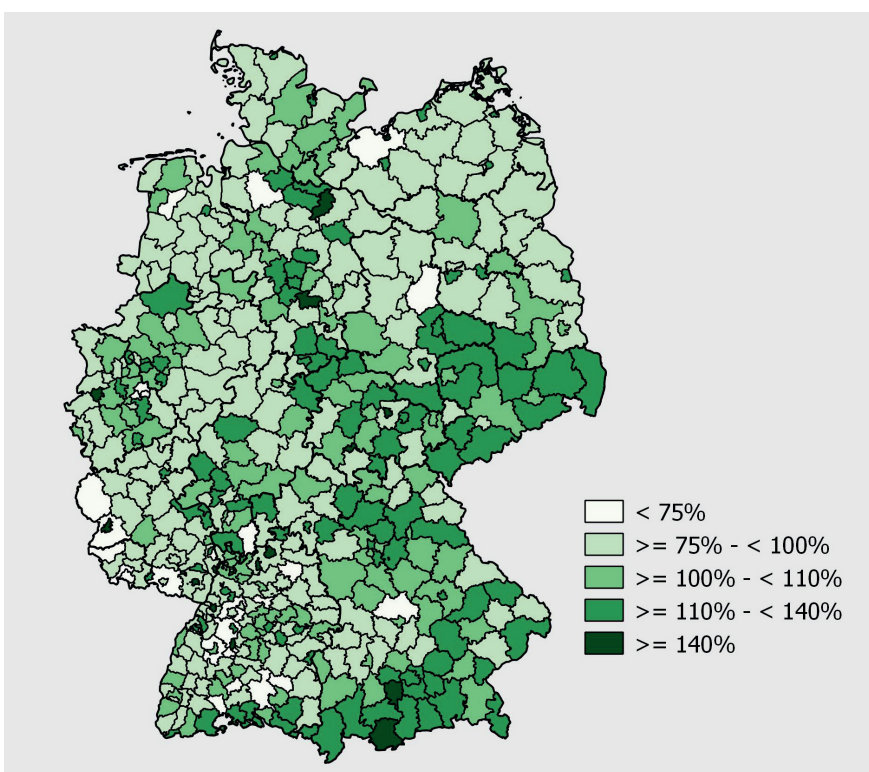 < 75%
>= 75% - < 100%
>= 100% - < 110%
>= 110% - < 140%
>= 140%